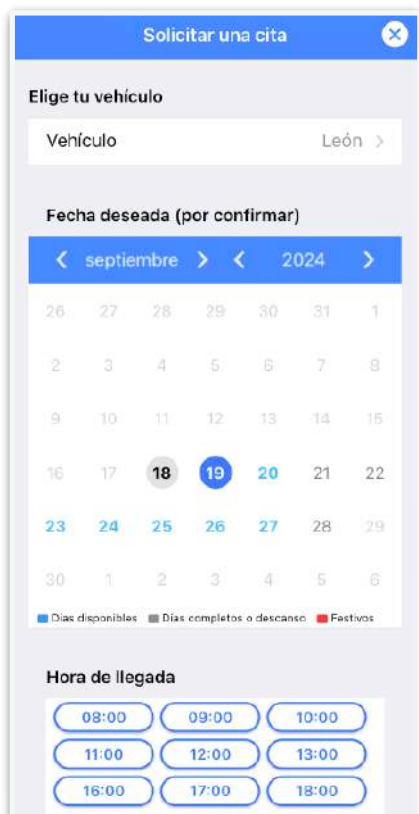 Solicitar una cita
Elige tu vehículo
Vehículo León
Fecha deseada (por confirmar)
septiembre 2024
26 27 28 29 30 31 1
2 3 4 5 6 7 8
9 10 11 12 13 14 15
16 17 18 19 20 21 22
23 24 25 26 27 28 29
30 1 2 3 4 5 6
Dias disponibles Dias completos o descanso Festivos
Hora de llegada
08:00 09:00 10:00
11:00 12:00 13:00
16:00 17:00 18:00